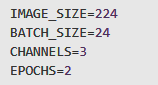 IMAGE_SIZE=224
BATCH_SIZE=24
CHANNELS=3
EPOCHS=2